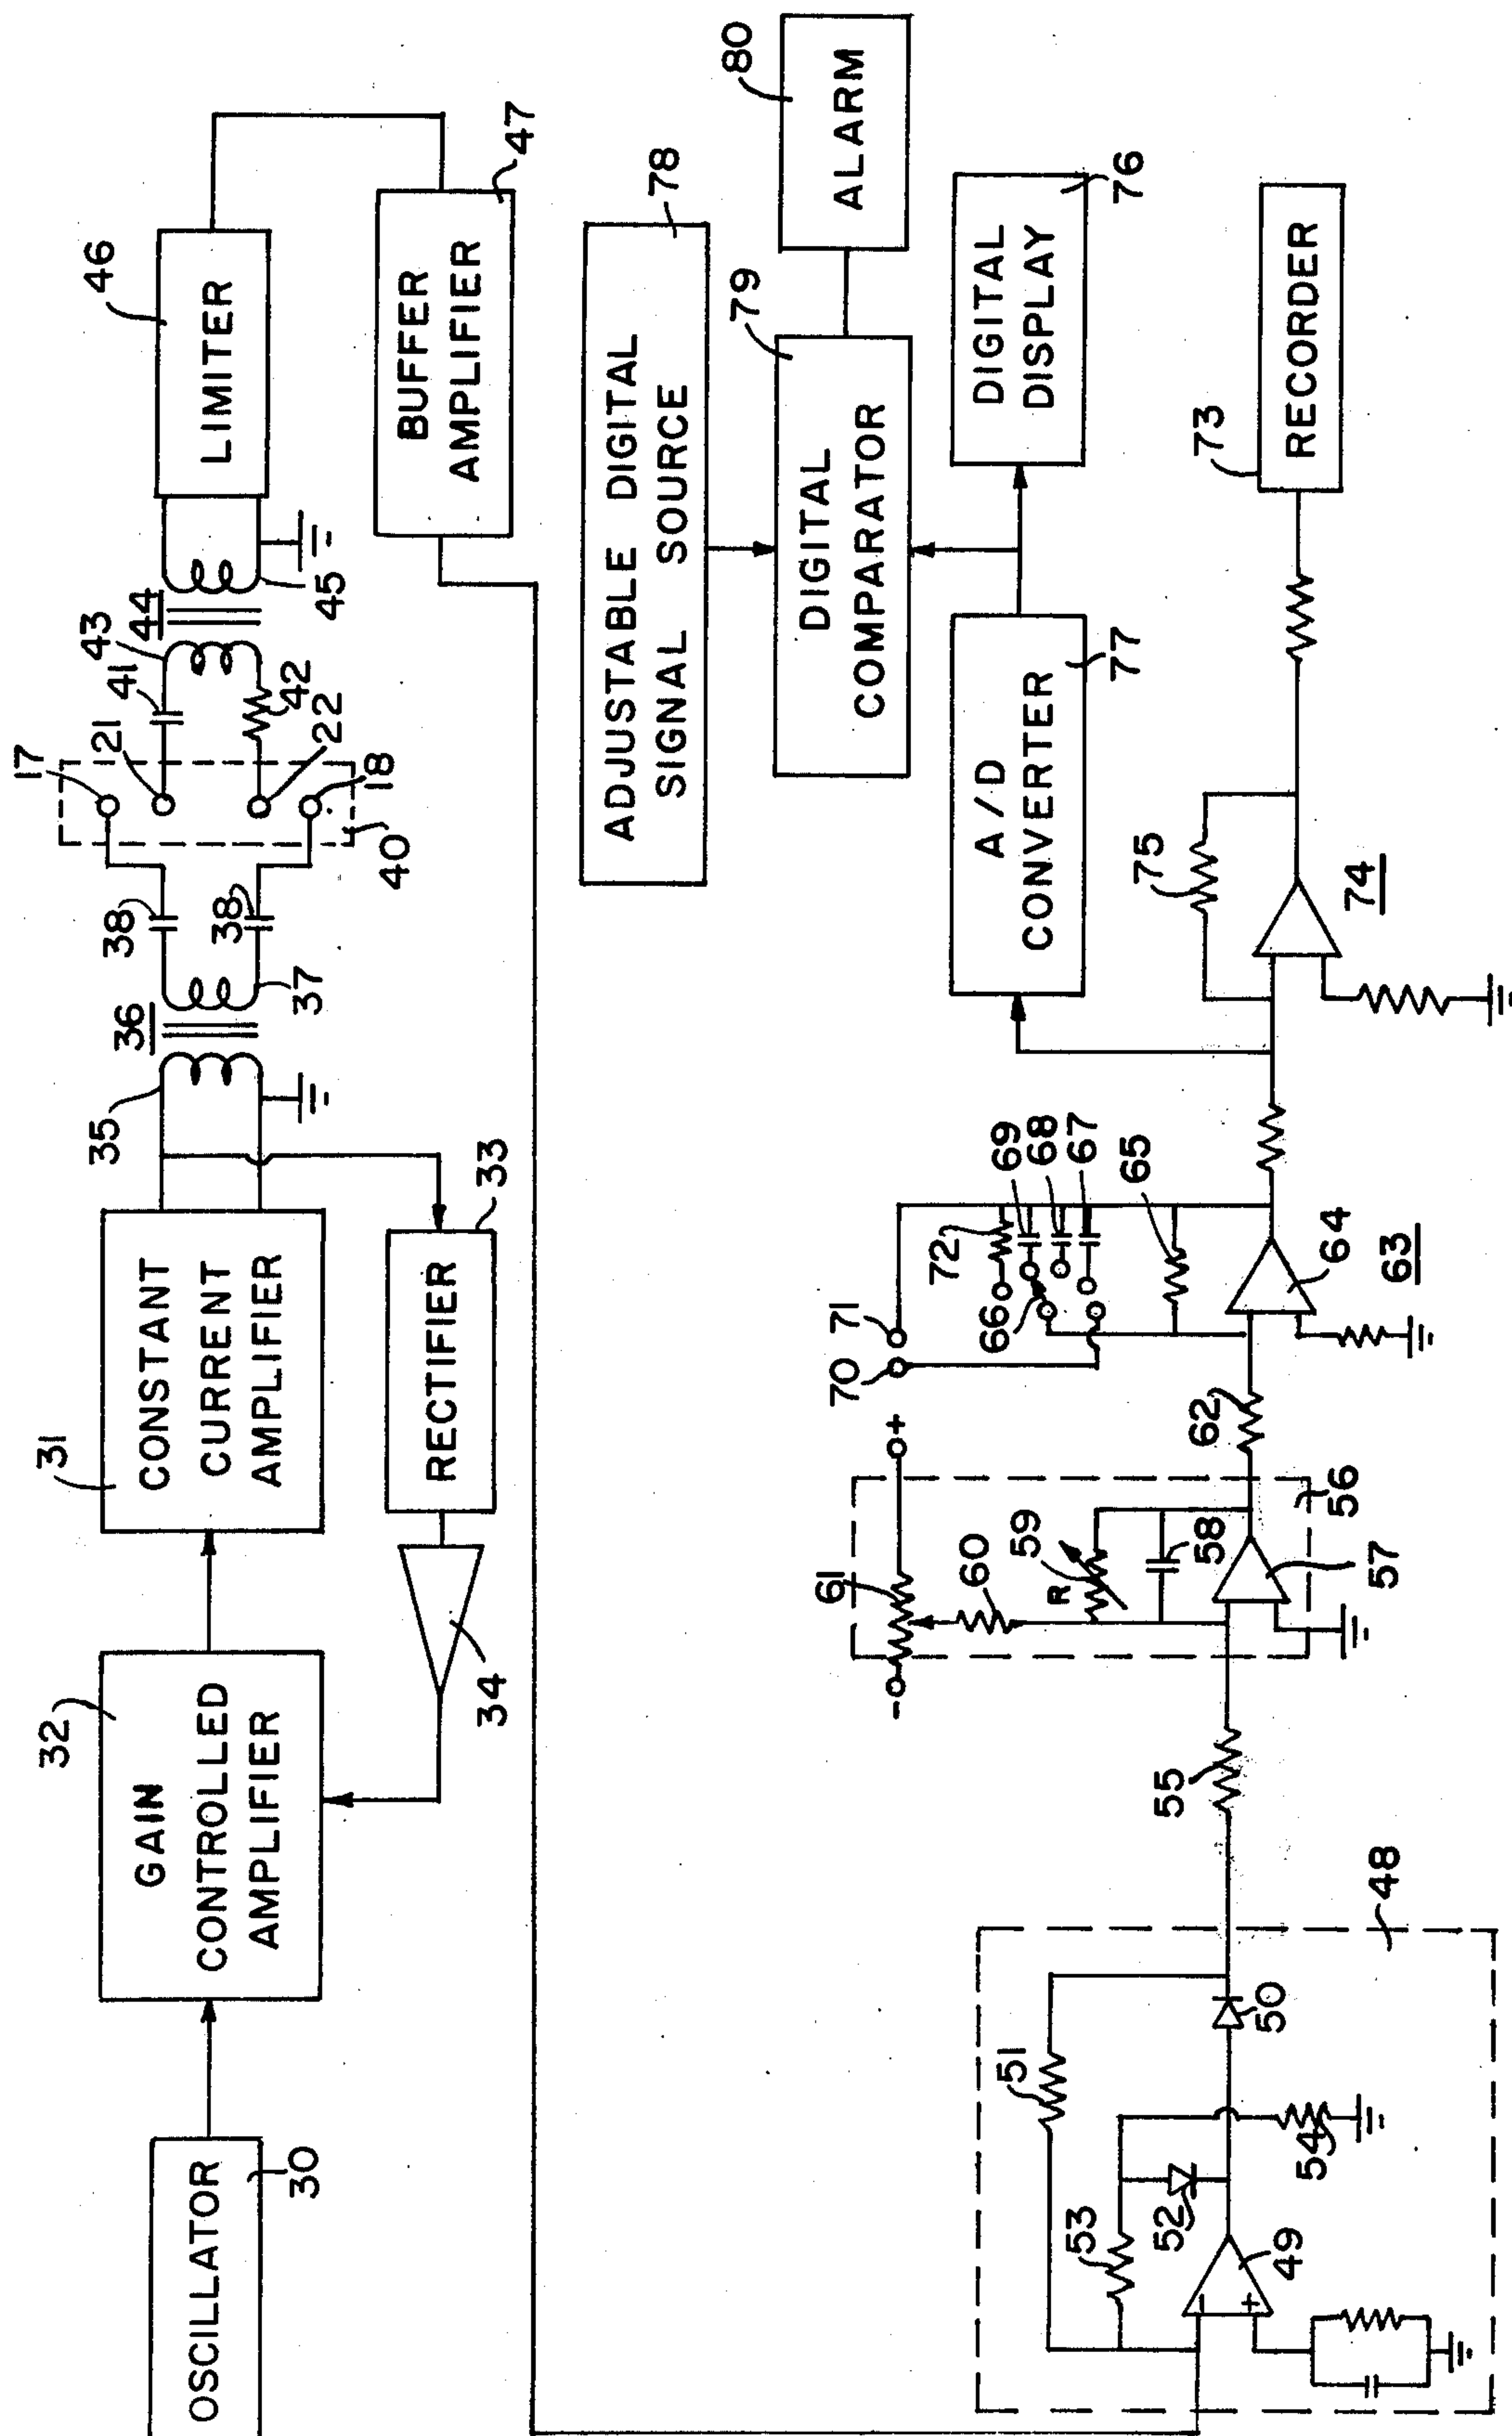 OSCILLATOR
30
GAIN
CONTROLLED
AMPLIFIER
32
CONSTANT
CURRENT
AMPLIFIER
31
RECTIFIER
33
34
35
36
37
38
38
40
17
21
22
18
41
42
43
44
45
LIMITER
46
BUFFER
AMPLIFIER
47
ADJUSTABLE DIGITAL
SIGNAL SOURCE
78
DIGITAL
COMPARATOR
79
ALARM
80
A/D
CONVERTER
77
DIGITAL
DISPLAY
76
48
49
-
+
50
51
52
53
54
55
56
57
58
59
R
60
61
-
+
62
63
64
65
66
67
68
69
70
71
72
74
75
RECORDER
73